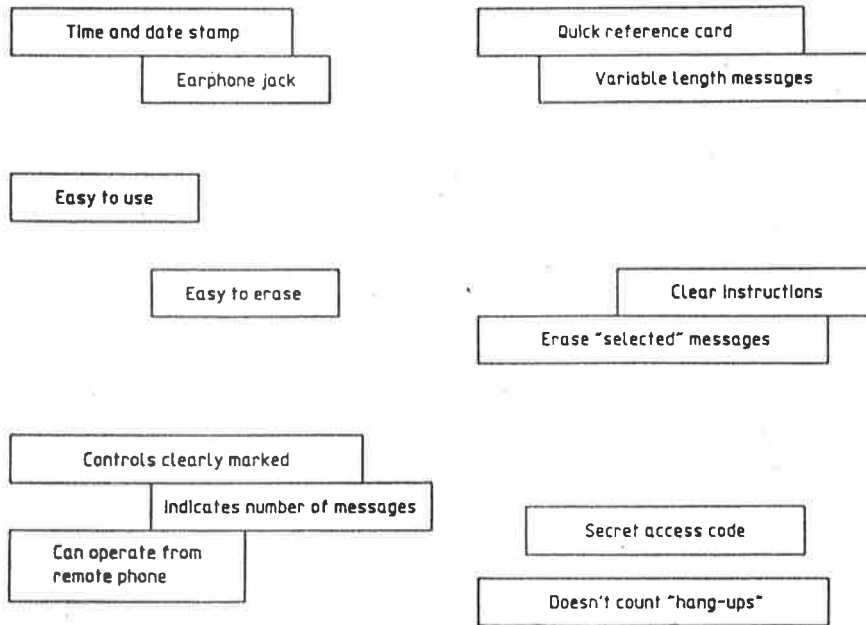 Time and date stamp
Earphone jack
Easy to use
Easy to erase
Controls clearly marked
Indicates number of messages
Can operate from
remote phone
Quick reference card
Variable length messages
Clear instructions
Erase "selected" messages
Secret access code
Doesn't count "hang-ups"